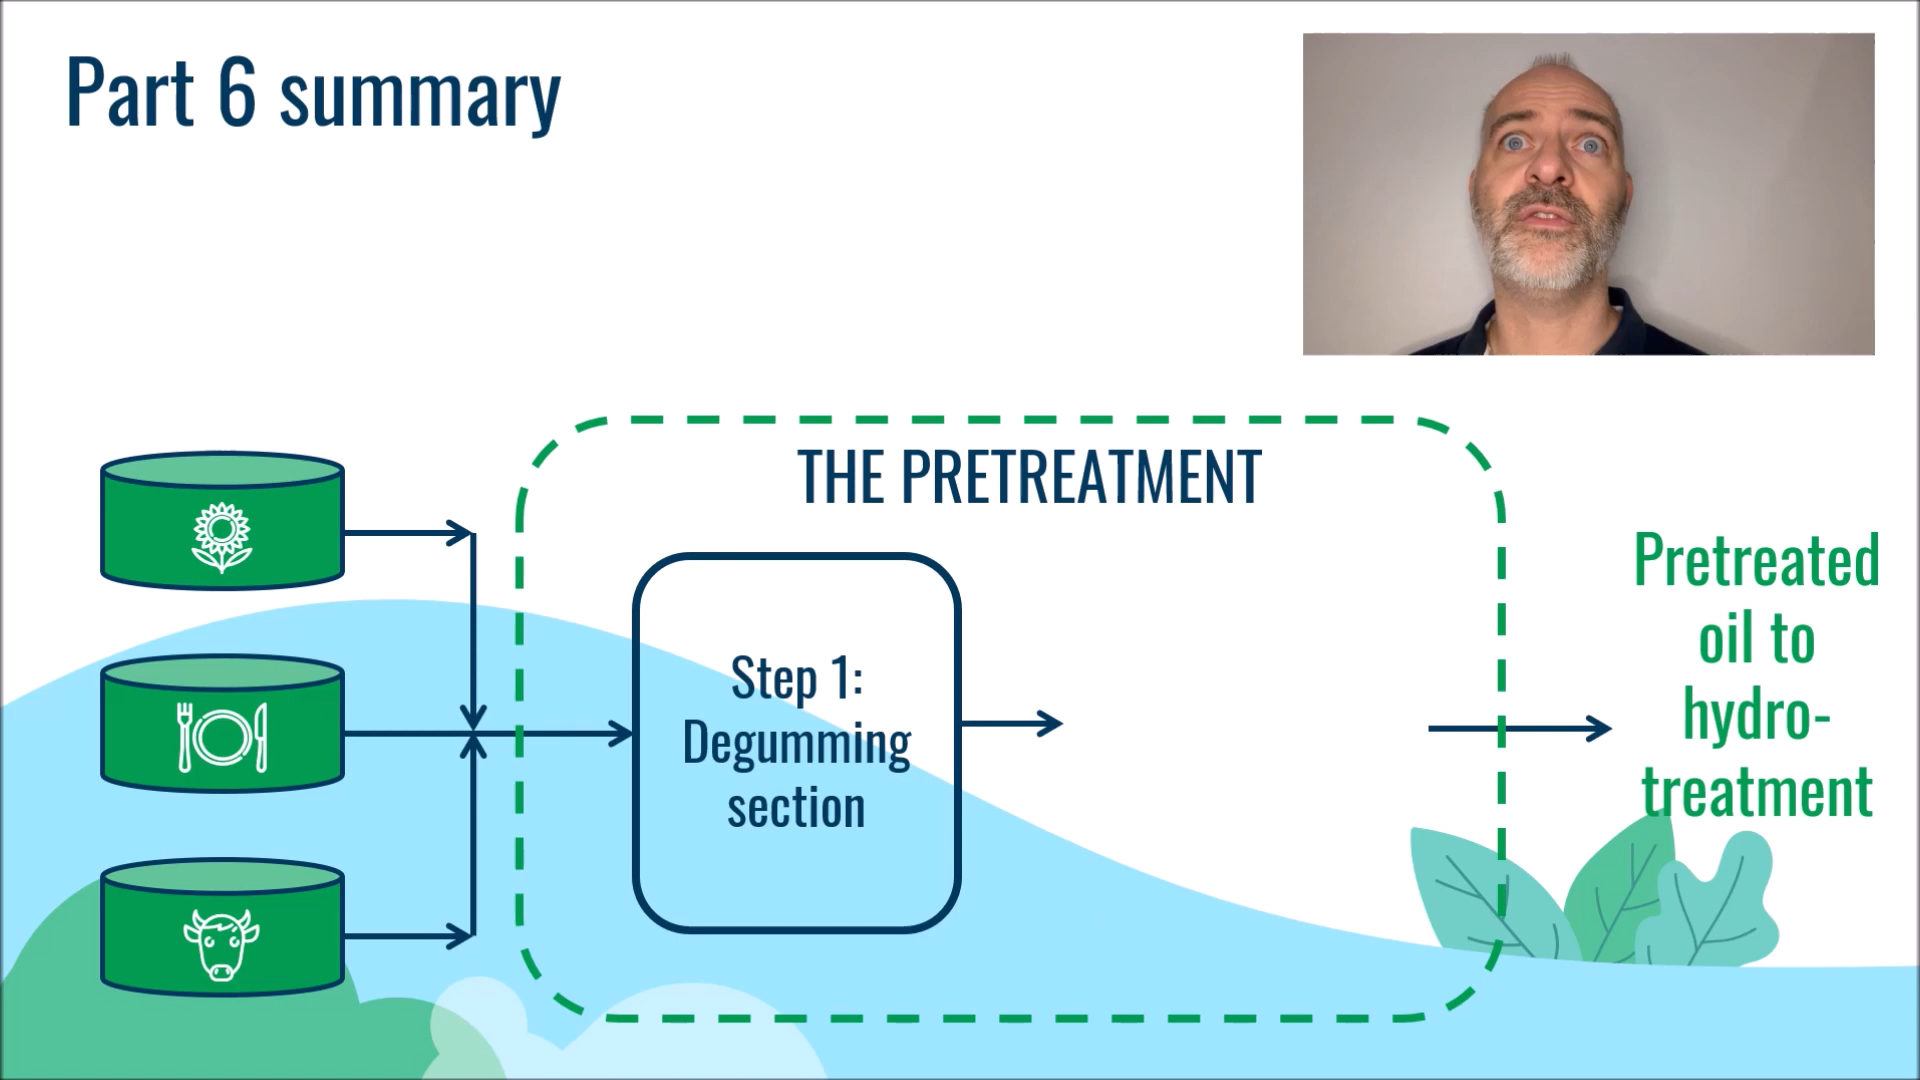 Part 6 summary
THE PRETREATMENT
Step 1:
Degumming
section
Pretreated
oil to
hydro-
treatment